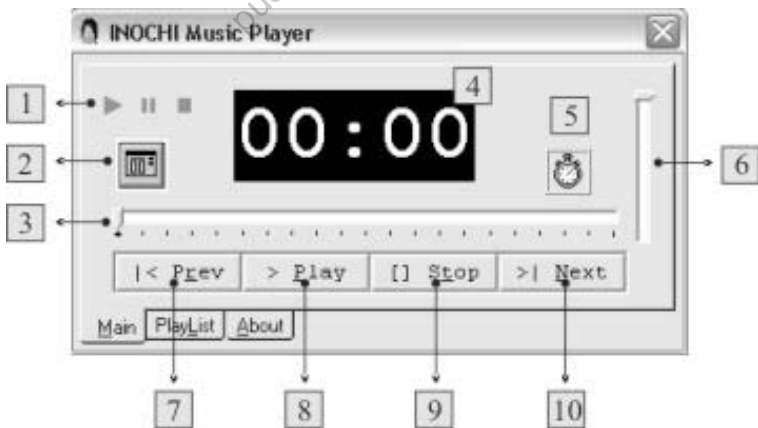 INOCHI Music Player
1
4
00:00
5
2
6
3
|< Prev
> Play
[] Stop
>| Next
Main
PlayList
About
7
8
9
10